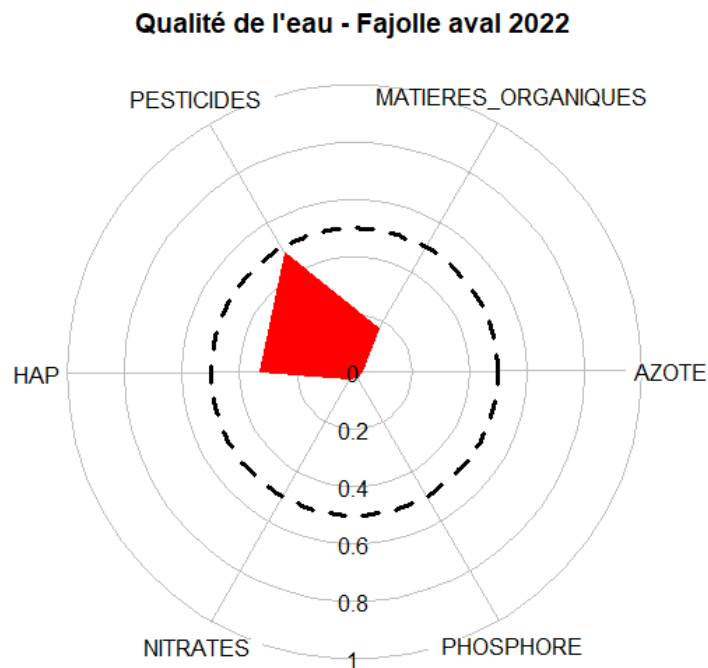 Qualité de l'eau - Fajolle aval 2022
PESTICIDES
MATIERES_ORGANIQUES
HAP
0
AZOTE
0.2
0.4
0.6
0.8
NITRATES
PHOSPHORE
1